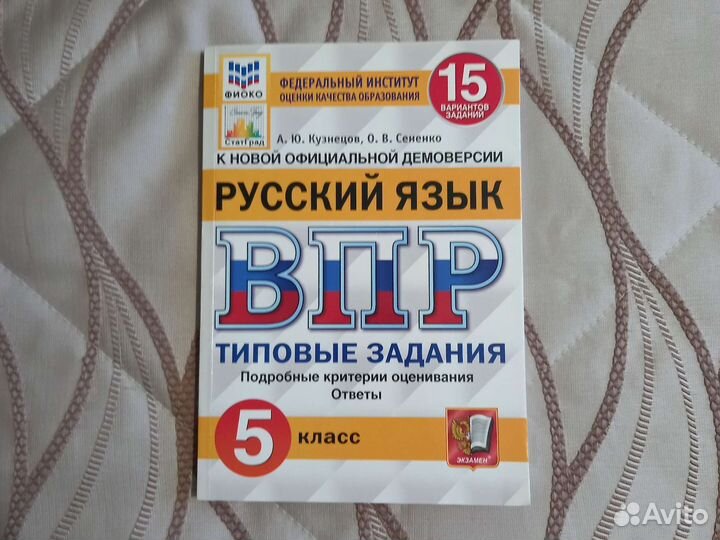 ФИОКО
ФЕДЕРАЛЬНЫЙ ИНСТИТУТ
ОЦЕНКИ КАЧЕСТВА ОБРАЗОВАНИЯ
15
ВАРИАНТОВ
ЗАДАНИЙ
СтатГрад
А. Ю. Кузнецов, О. В. Сененко
К НОВОЙ ОФИЦИАЛЬНОЙ ДЕМОВЕРСИИ
РУССКИЙ ЯЗЫК
ВПР
ТИПОВЫЕ ЗАДАНИЯ
Подробные критерии оценивания
Ответы
5 класс
ЭКЗАМЕН®
Avito